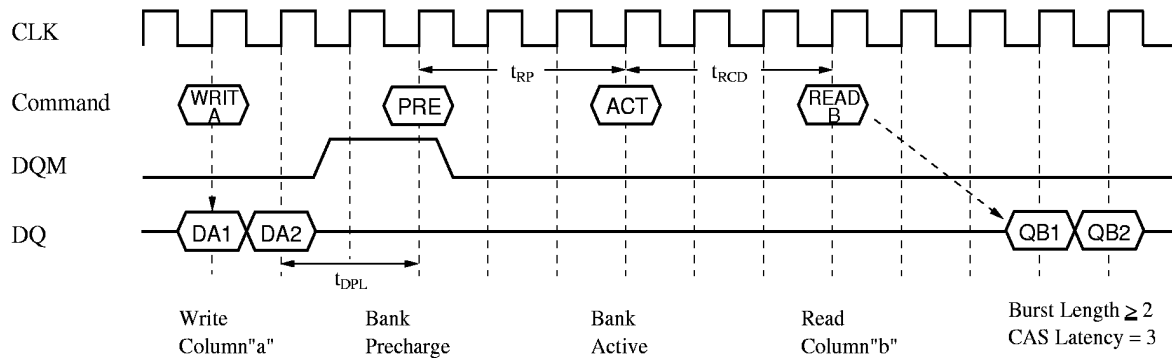 CLK
t_RP t_RCD
Command WRIT A PRE ACT READ B
DQM
DQ DA1 DA2 QB1 QB2
t_DPL
Write Column"a"
Bank Precharge
Bank Active
Read Column"b"
Burst Length ≥ 2
CAS Latency = 3